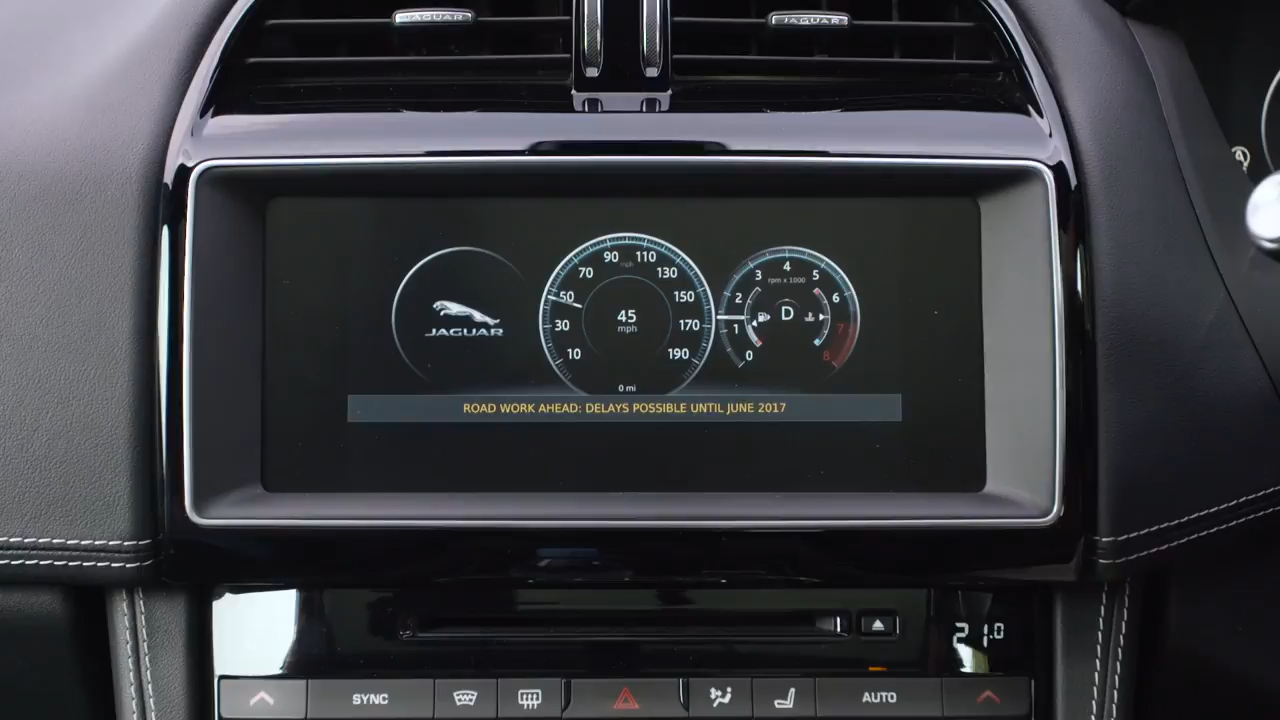 JAGUAR
JAGUAR
JAGUAR
90 mph 110
70 130
50 150
30 170
10 190
45
mph
0 mi
4
3 5
rpm x 1000
2 6
D
1 7
0 8
ROAD WORK AHEAD: DELAYS POSSIBLE UNTIL JUNE 2017
21.0
SYNC
AUTO